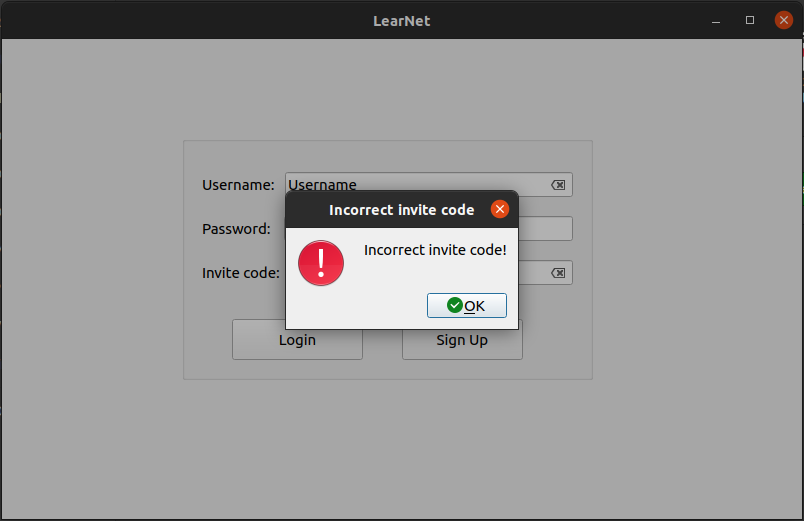 LearNet
Username: Username
Incorrect invite code
Password:
Incorrect invite code!
Invite code:
OK
Login
Sign Up